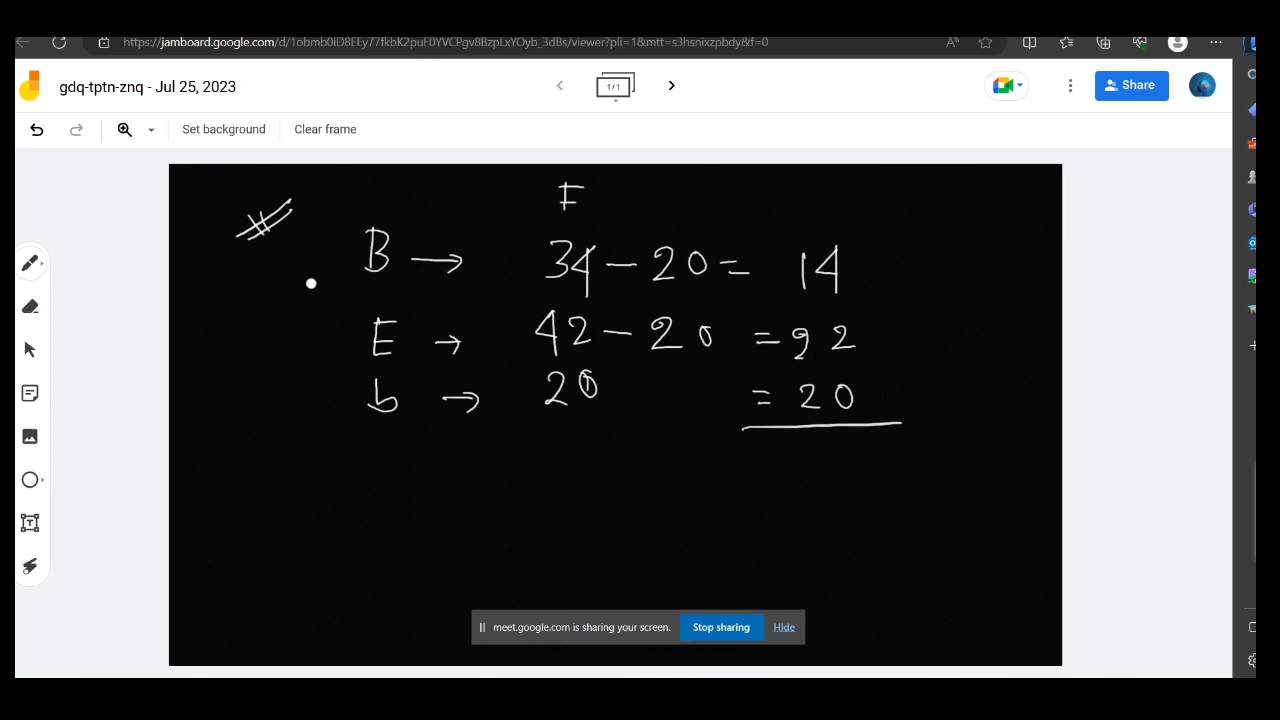 https://jamboard.google.com/d/1obmb0iD8EEy77fkbK2puF0YVCPgv8BzpLxYOyb_3dBs/viewer?pli=1&mtt=s3hsnixzpbdy&f=0
gdq-tptn-znq - Jul 25, 2023
1/1
Share
Set background
Clear frame
F
B → 34 - 20 = 14
E → 42 - 20 = 22
b → 20 = 20
meet.google.com is sharing your screen.
Stop sharing
Hide